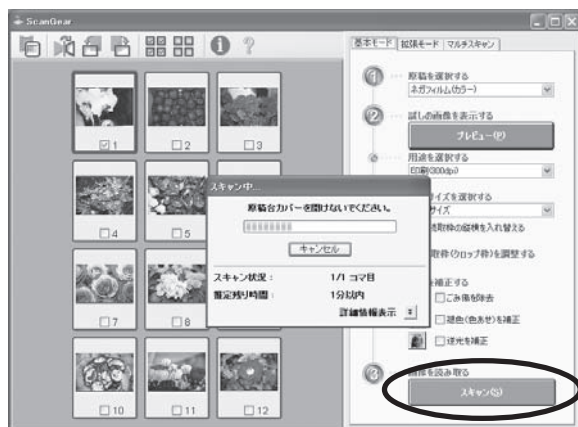 ScanGear
基本モード 拡張モード マルチスキャン
1 原稿を選択する
ネガフィルム(カラー)
2 試しの画像を表示する
プレビュー(P)
用途を選択する
印刷(300dpi)
イズを選択する
サイズ
取枠の縦横を入れ替える
取枠(クロップ枠)を調整する
を補正する
ごみ傷を除去
褪色(色あせ)を補正
逆光を補正
3 画像を読み取る
スキャン(S)
1
2
3
4
5
7
8
10
11
12
スキャン中...
原稿台カバーを開けないでください。
キャンセル
スキャン状況: 1/1 コマ目
推定残り時間: 1分以内
詳細情報表示